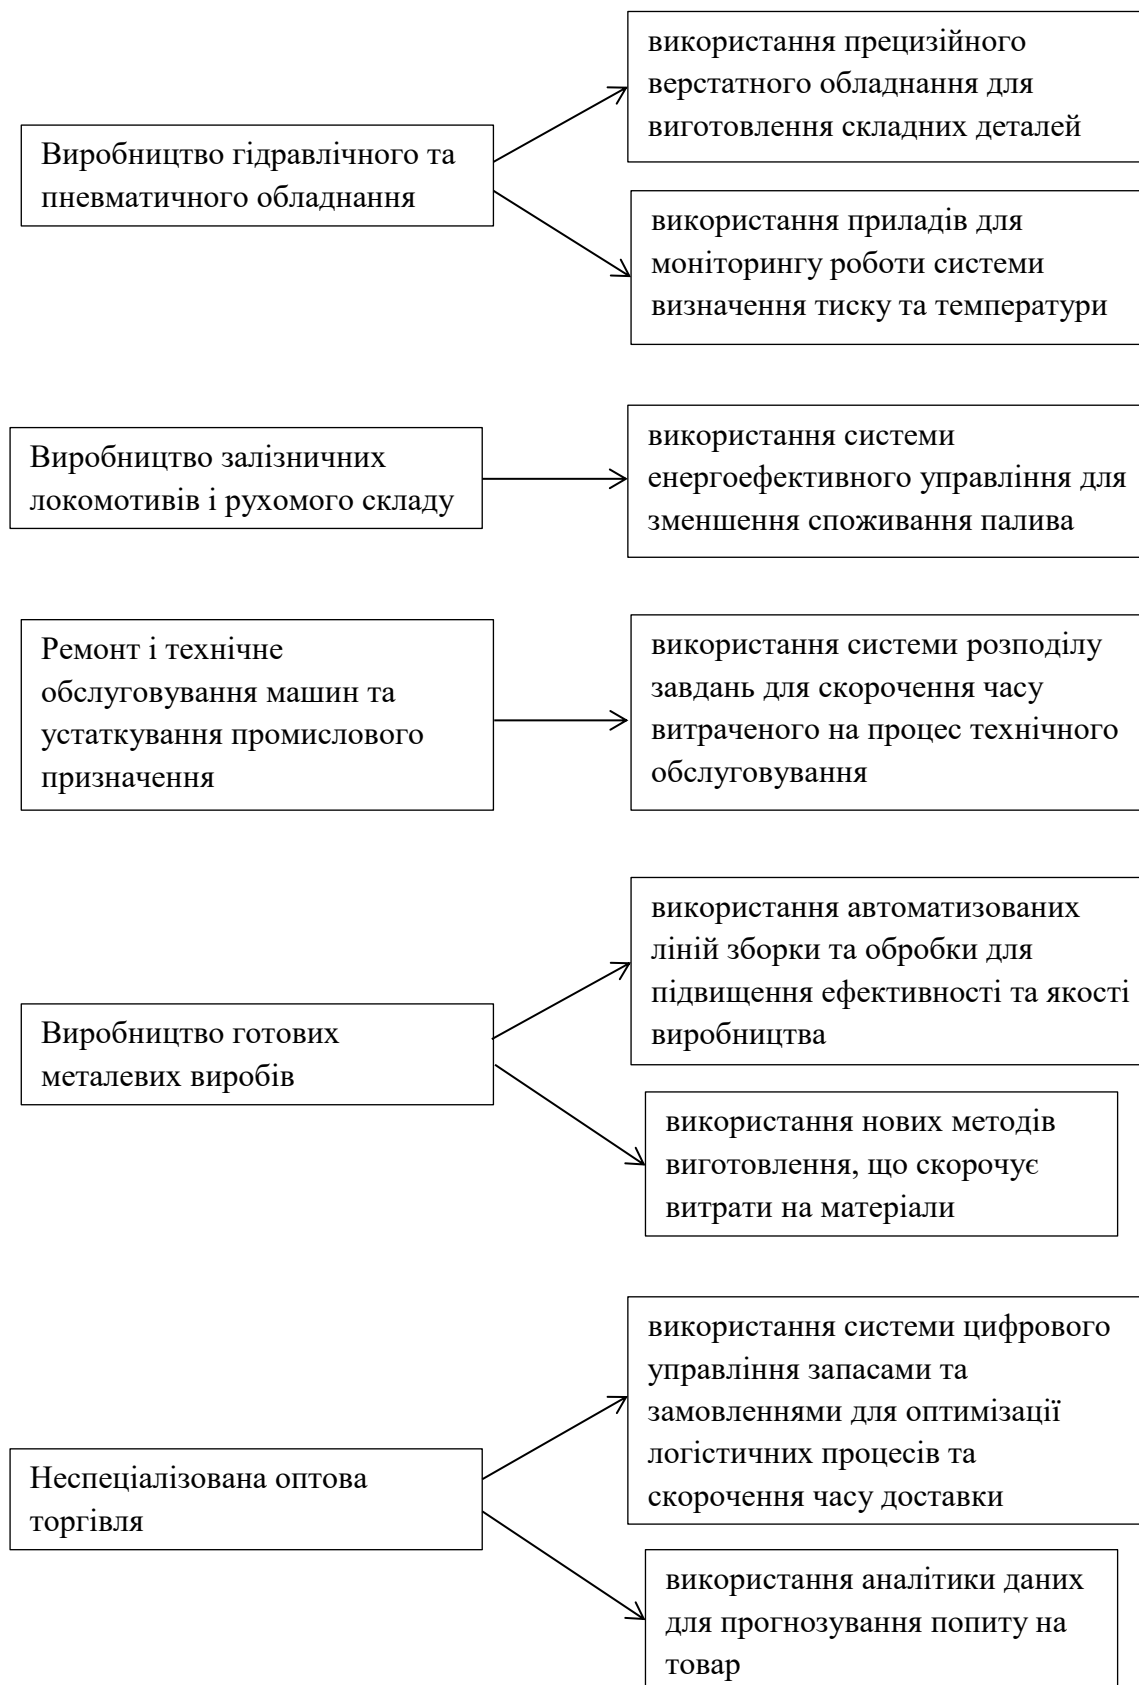 Виробництво гідравлічного та
пневматичного обладнання
використання прецизійного
верстатного обладнання для
виготовлення складних деталей
використання приладів для
моніторингу роботи системи
визначення тиску та температури
Виробництво залізничних
локомотивів і рухомого складу
використання системи
енергоефективного управління для
зменшення споживання палива
Ремонт і технічне
обслуговування машин та
устаткування промислового
призначення
використання системи розподілу
завдань для скорочення часу
витраченого на процес технічного
обслуговування
Виробництво готових
металевих виробів
використання автоматизованих
ліній зборки та обробки для
підвищення ефективності та якості
виробництва
використання нових методів
виготовлення, що скорочує
витрати на матеріали
Неспеціалізована оптова
торгівля
використання системи цифрового
управління запасами та
замовленнями для оптимізації
логістичних процесів та
скорочення часу доставки
використання аналітики даних
для прогнозування попиту на
товар